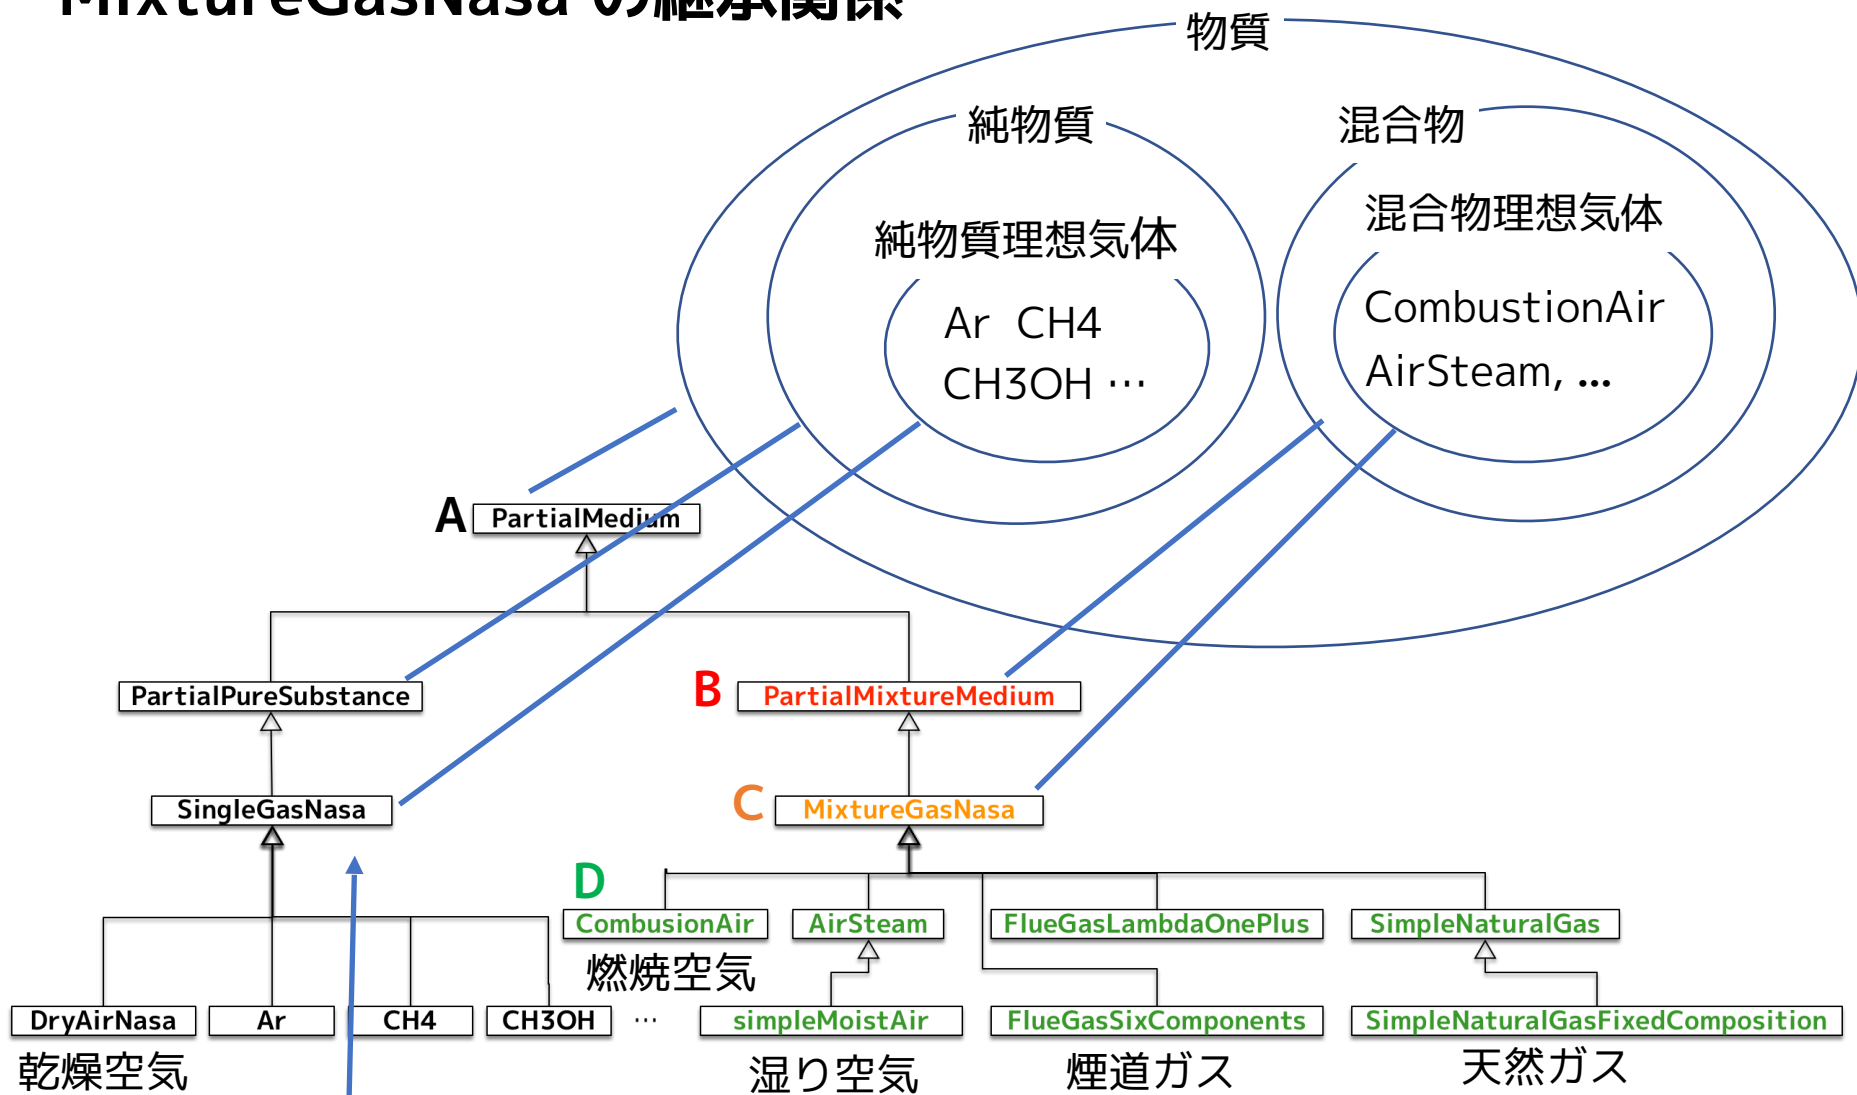 MixtureGasNasa の継承関係
物質
純物質
混合物
純物質理想気体
混合物理想気体
Ar CH4
CH3OH …
CombustionAir
AirSteam, ...
A PartialMedium
PartialPureSubstance
B PartialMixtureMedium
SingleGasNasa
C MixtureGasNasa
D
CombusionAir
AirSteam
FlueGasLambdaOnePlus
SimpleNaturalGas
燃焼空気
DryAirNasa
Ar
CH4
CH3OH
…
simpleMoistAir
FlueGasSixComponents
SimpleNaturalGasFixedComposition
乾燥空気
湿り空気
煙道ガス
天然ガス